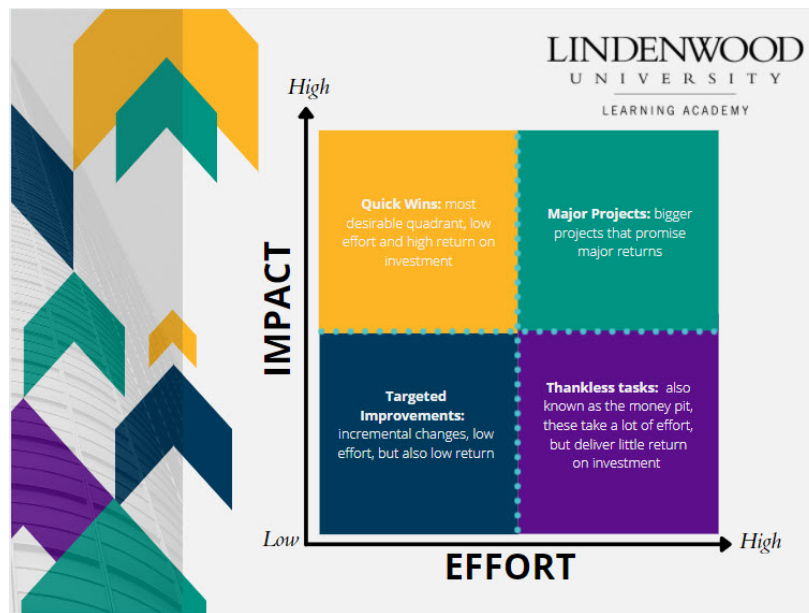 LINDENWOOD
UNIVERSITY
LEARNING ACADEMY
High
IMPACT
Quick Wins: most
desirable quadrant, low
effort and high return on
investment
Major Projects: bigger
projects that promise
major returns
Targeted
Improvements:
incremental changes, low
effort, but also low return
Thankless tasks: also
known as the money pit,
these take a lot of effort,
but deliver little return
on investment
Low
High
EFFORT